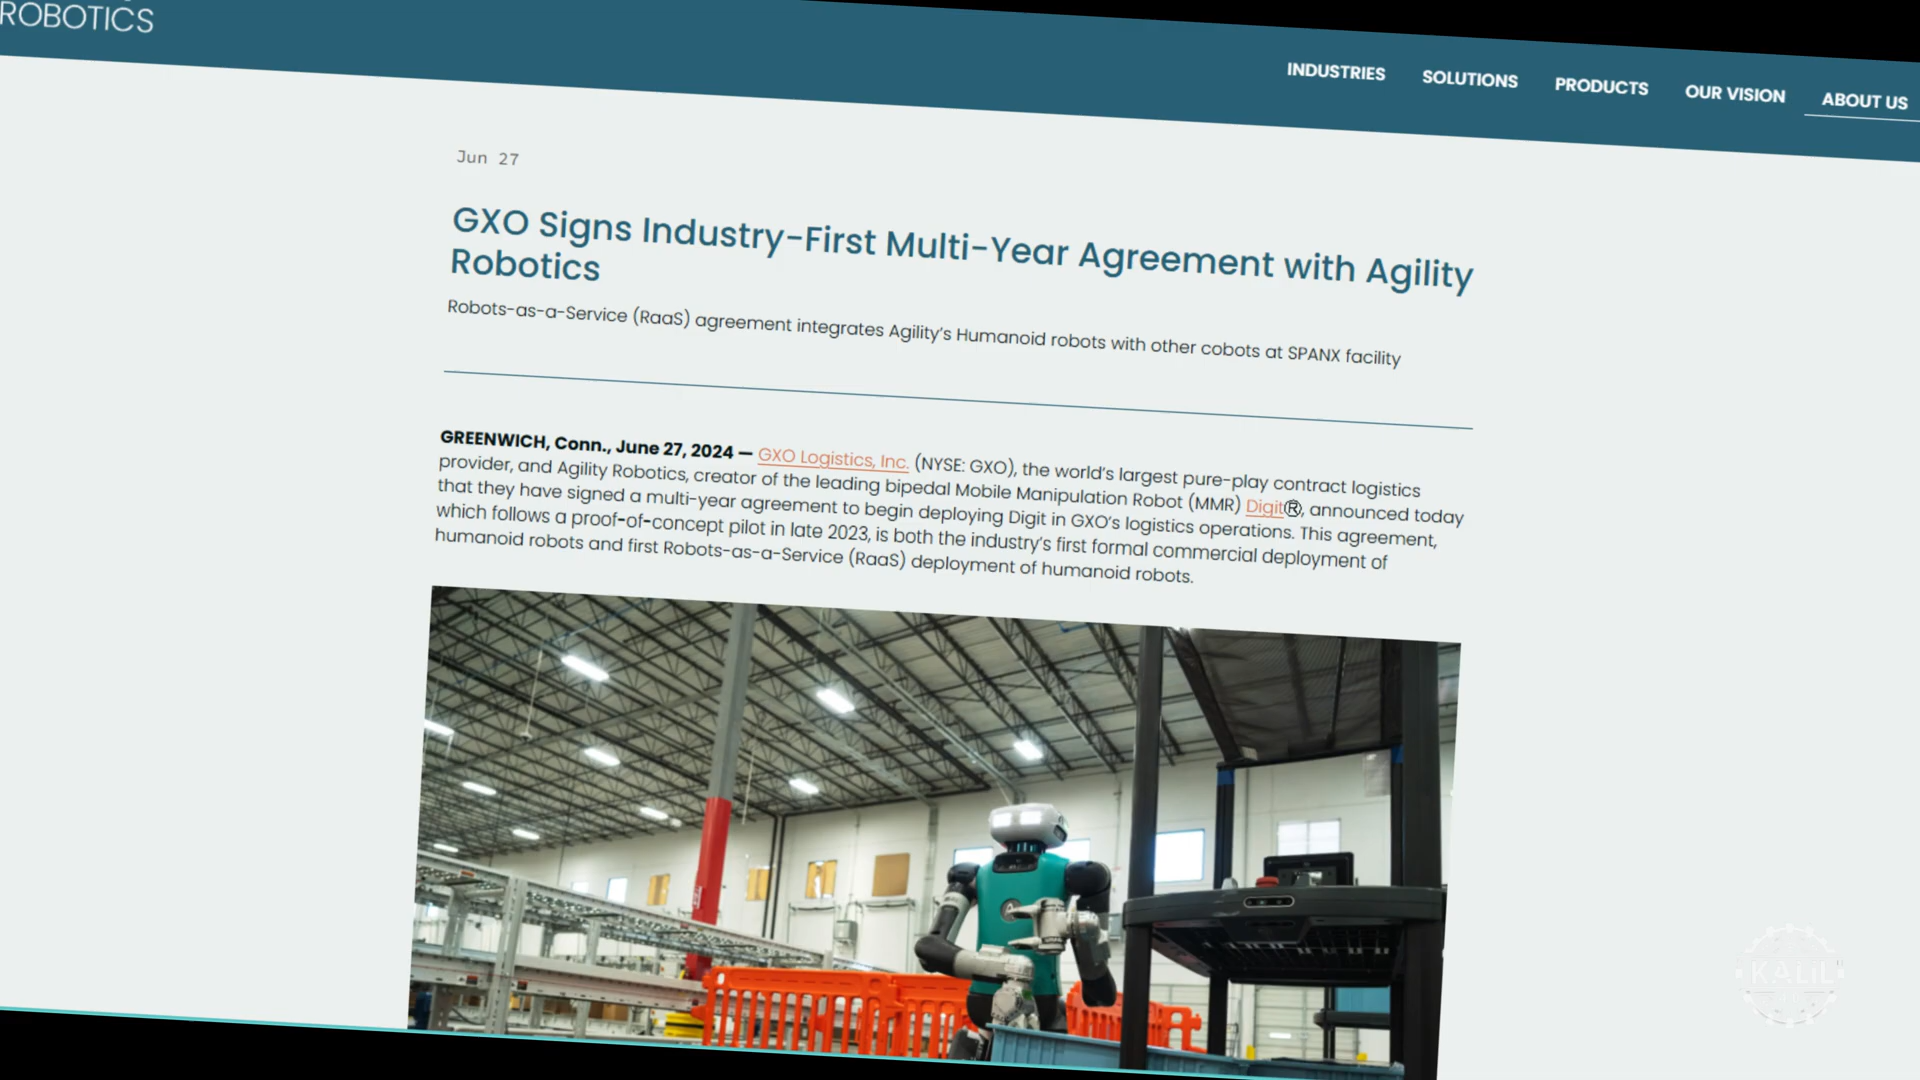 ROBOTICS
INDUSTRIES SOLUTIONS PRODUCTS OUR VISION ABOUT US
Jun 27
GXO Signs Industry-First Multi-Year Agreement with Agility
Robotics
Robots-as-a-Service (RaaS) agreement integrates Agility’s Humanoid robots with other cobots at SPANX facility
GREENWICH, Conn., June 27, 2024 — GXO Logistics, Inc. (NYSE: GXO), the world’s largest pure-play contract logistics
provider, and Agility Robotics, creator of the leading bipedal Mobile Manipulation Robot (MMR) Digit®, announced today
that they have signed a multi-year agreement to begin deploying Digit in GXO’s logistics operations. This agreement,
which follows a proof-of-concept pilot in late 2023, is both the industry’s first formal commercial deployment of
humanoid robots and first Robots-as-a-Service (RaaS) deployment of humanoid robots.
KALIL